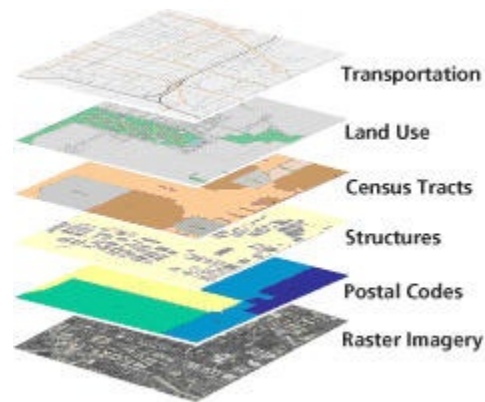 Transportation
Land Use
Census Tracts
Structures
Postal Codes
Raster Imagery